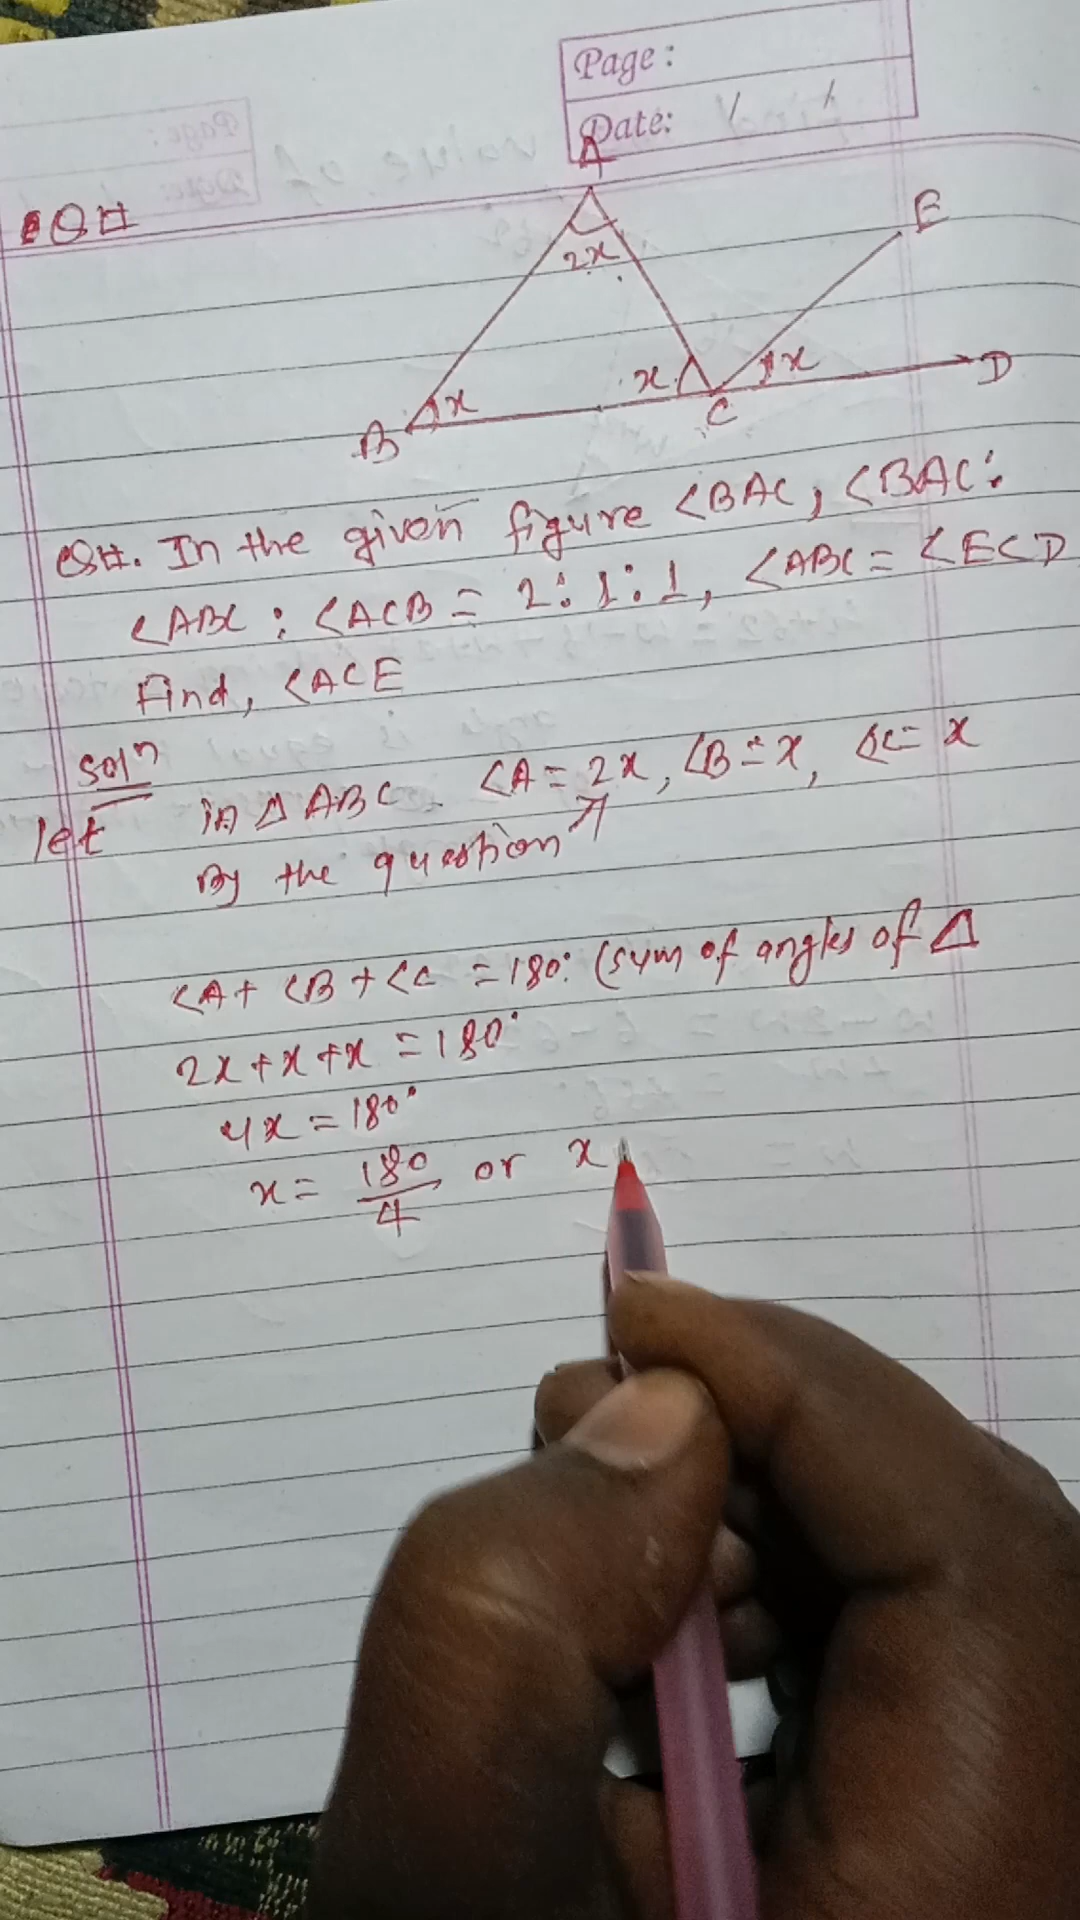 Page:
Date:
Q#
A
E
2x
x
x
x
D
B
C
Q#. In the given figure <BAC, <BAC:
<ABC : <ACB = 2:1:1, <ABC = <ECD
Find, <ACE
Solⁿ
let in Δ ABC. <A = 2x, <B = x, <C = x
By the question
<A + <B + <C = 180° (sum of angles of Δ
2x + x + x = 180°
4x = 180°
x = 180/4 or x